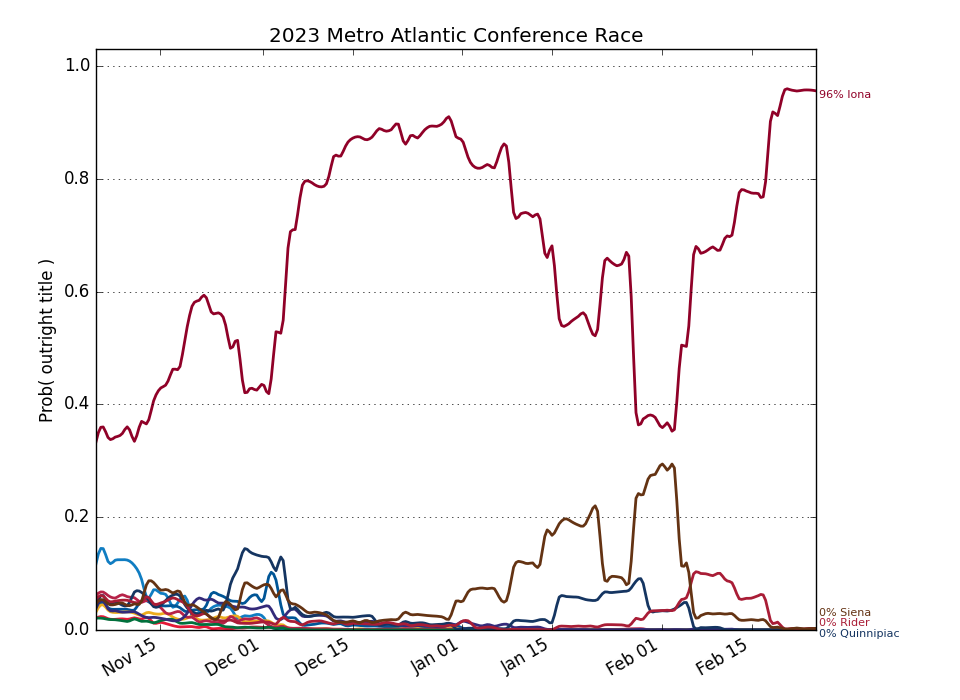 2023 Metro Atlantic Conference Race
Prob( outright title )
1.0
0.8
0.6
0.4
0.2
0.0
96% Iona
0% Siena
0% Rider
0% Quinnipiac
Nov 15
Dec 01
Dec 15
Jan 01
Jan 15
Feb 01
Feb 15